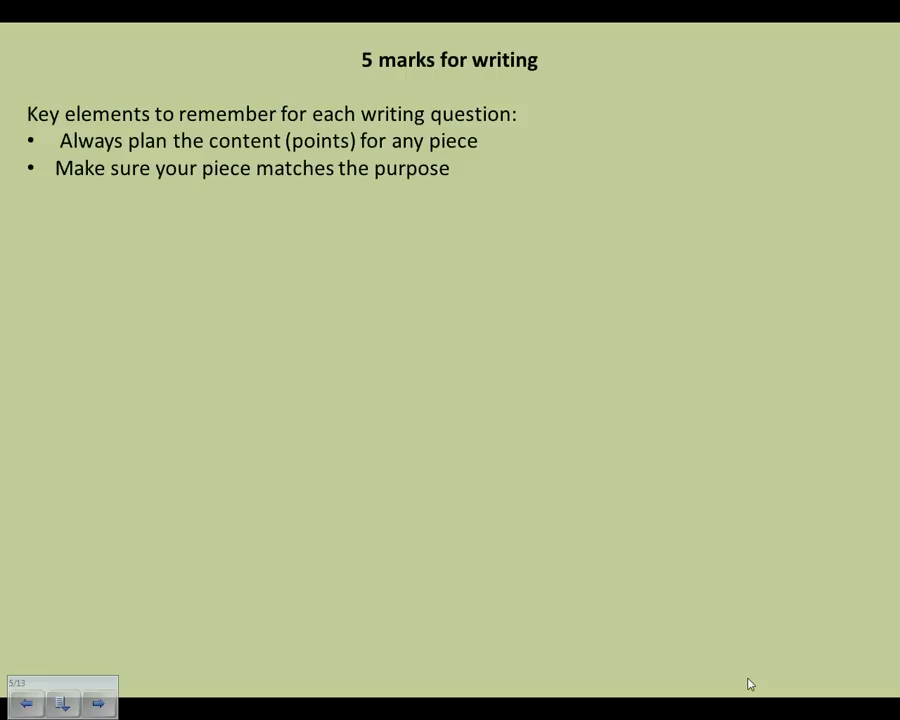 5 marks for writing
Key elements to remember for each writing question:
• Always plan the content (points) for any piece
• Make sure your piece matches the purpose
5/13